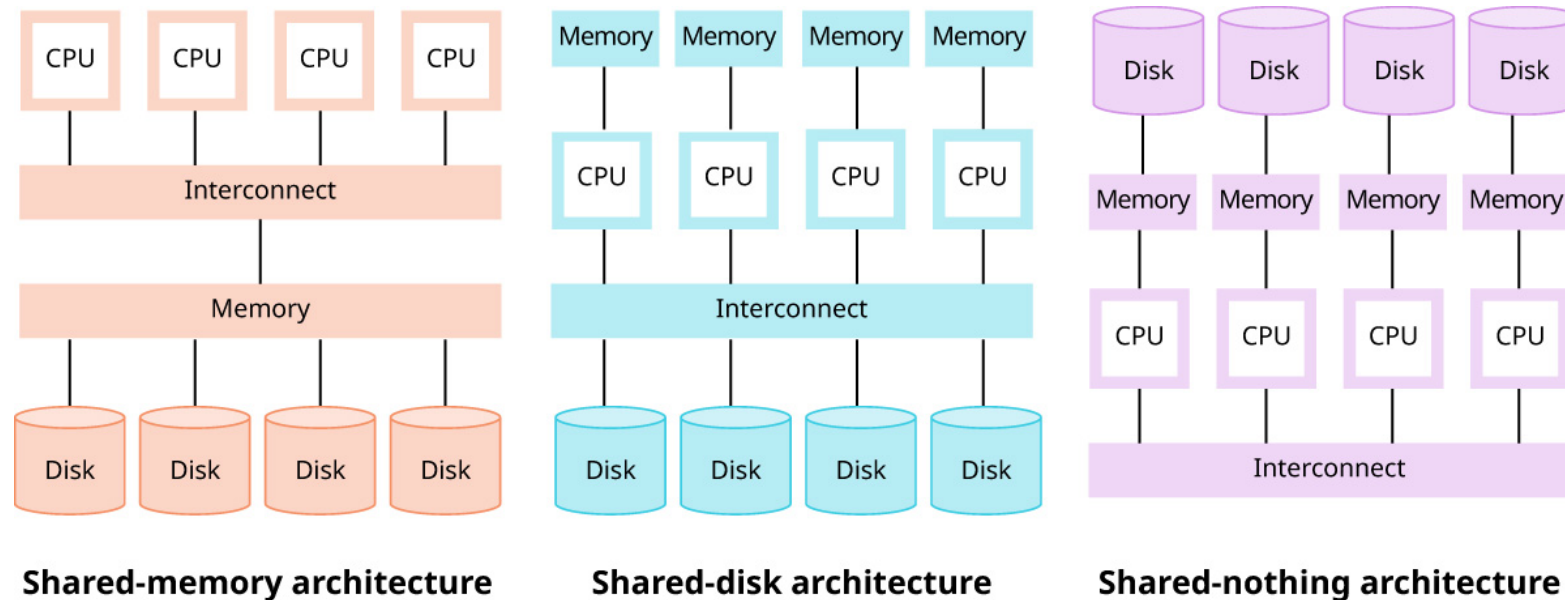 CPU CPU CPU CPU
Interconnect
Memory
Disk Disk Disk Disk
Shared-memory architecture
Memory Memory Memory Memory
CPU CPU CPU CPU
Interconnect
Disk Disk Disk Disk
Shared-disk architecture
Disk Disk Disk Disk
Memory Memory Memory Memory
CPU CPU CPU CPU
Interconnect
Shared-nothing architecture